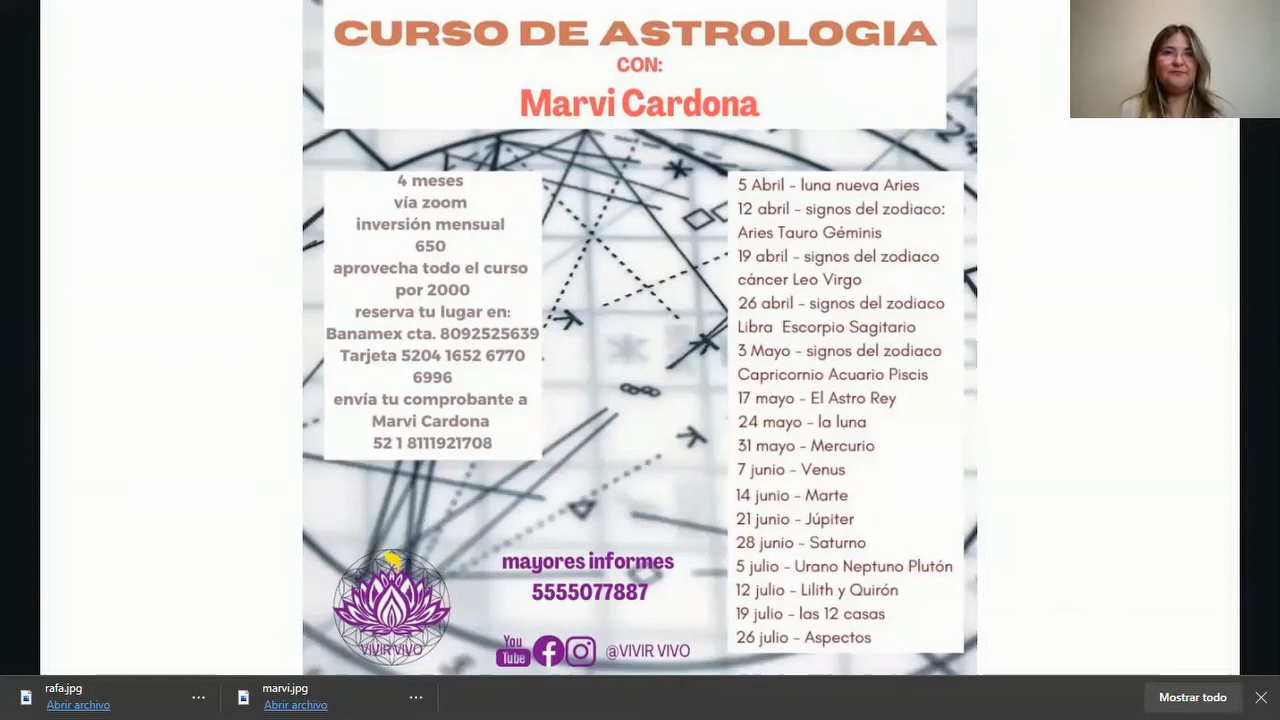 CURSO DE ASTROLOGIA
CON:
Marvi Cardona
4 meses
vía zoom
inversión mensual
650
aprovecha todo el curso
por 2000
reserva tu lugar en:
Banamex cta. 8092525639
Tarjeta 5204 1652 6770
6996
envía tu comprobante a
Marvi Cardona
52 1 8111921708
5 Abril - luna nueva Aries
12 abril - signos del zodiaco:
Aries Tauro Géminis
19 abril - signos del zodiaco
cáncer Leo Virgo
26 abril - signos del zodiaco
Libra Escorpio Sagitario
3 Mayo - signos del zodiaco
Capricornio Acuario Piscis
17 mayo - El Astro Rey
24 mayo - la luna
31 mayo - Mercurio
7 junio - Venus
14 junio - Marte
21 junio - Júpiter
28 junio - Saturno
5 julio - Urano Neptuno Plutón
12 julio - Lilith y Quirón
19 julio - las 12 casas
26 julio - Aspectos
mayores informes
5555077887
VIVIR VIVO
You Tube @VIVIR VIVO
rafa.jpg
Abrir archivo
marvi.jpg
Abrir archivo
Mostrar todo